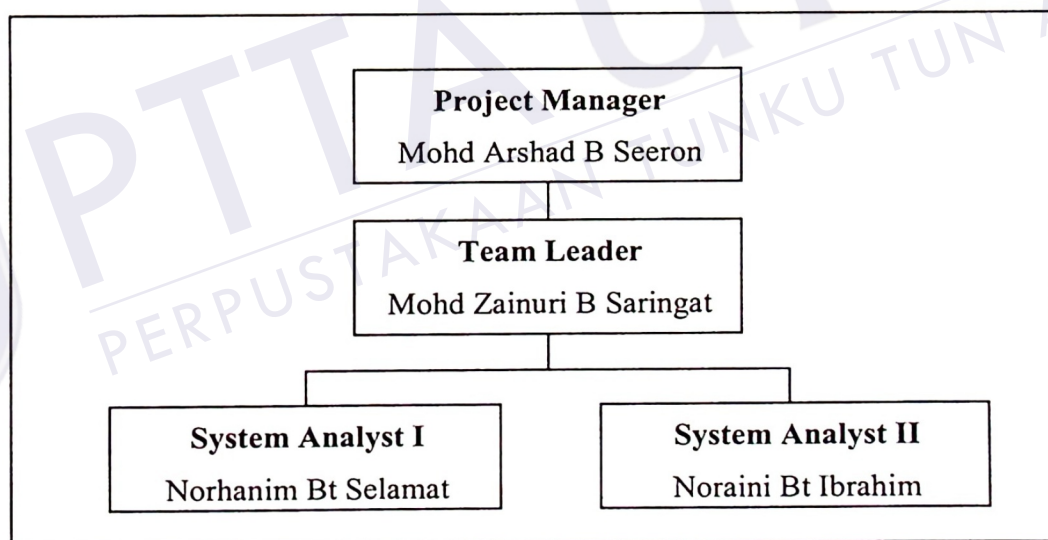 PTTA
PERPUSTAKAAN TUNKU TUN A
Project Manager
Mohd Arshad B Seeron
Team Leader
Mohd Zainuri B Saringat
System Analyst I
Norhanim Bt Selamat
System Analyst II
Noraini Bt Ibrahim